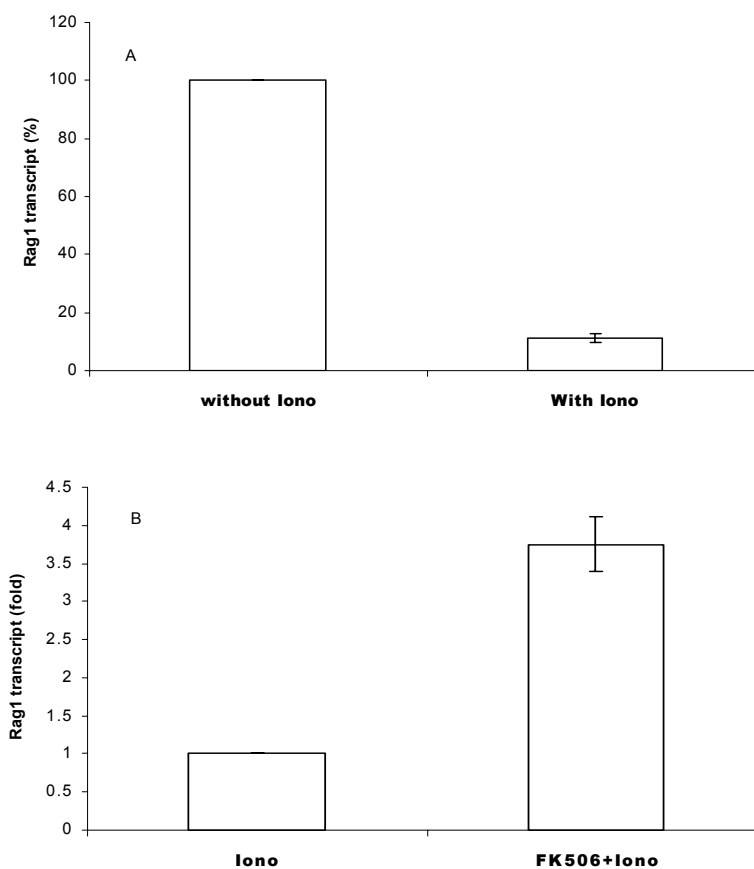 A
Rag1 transcript (%)
120
100
80
60
40
20
0
without Iono
With Iono
B
Rag1 transcript (fold)
4.5
4
3.5
3
2.5
2
1.5
1
0.5
0
Iono
FK506+Iono